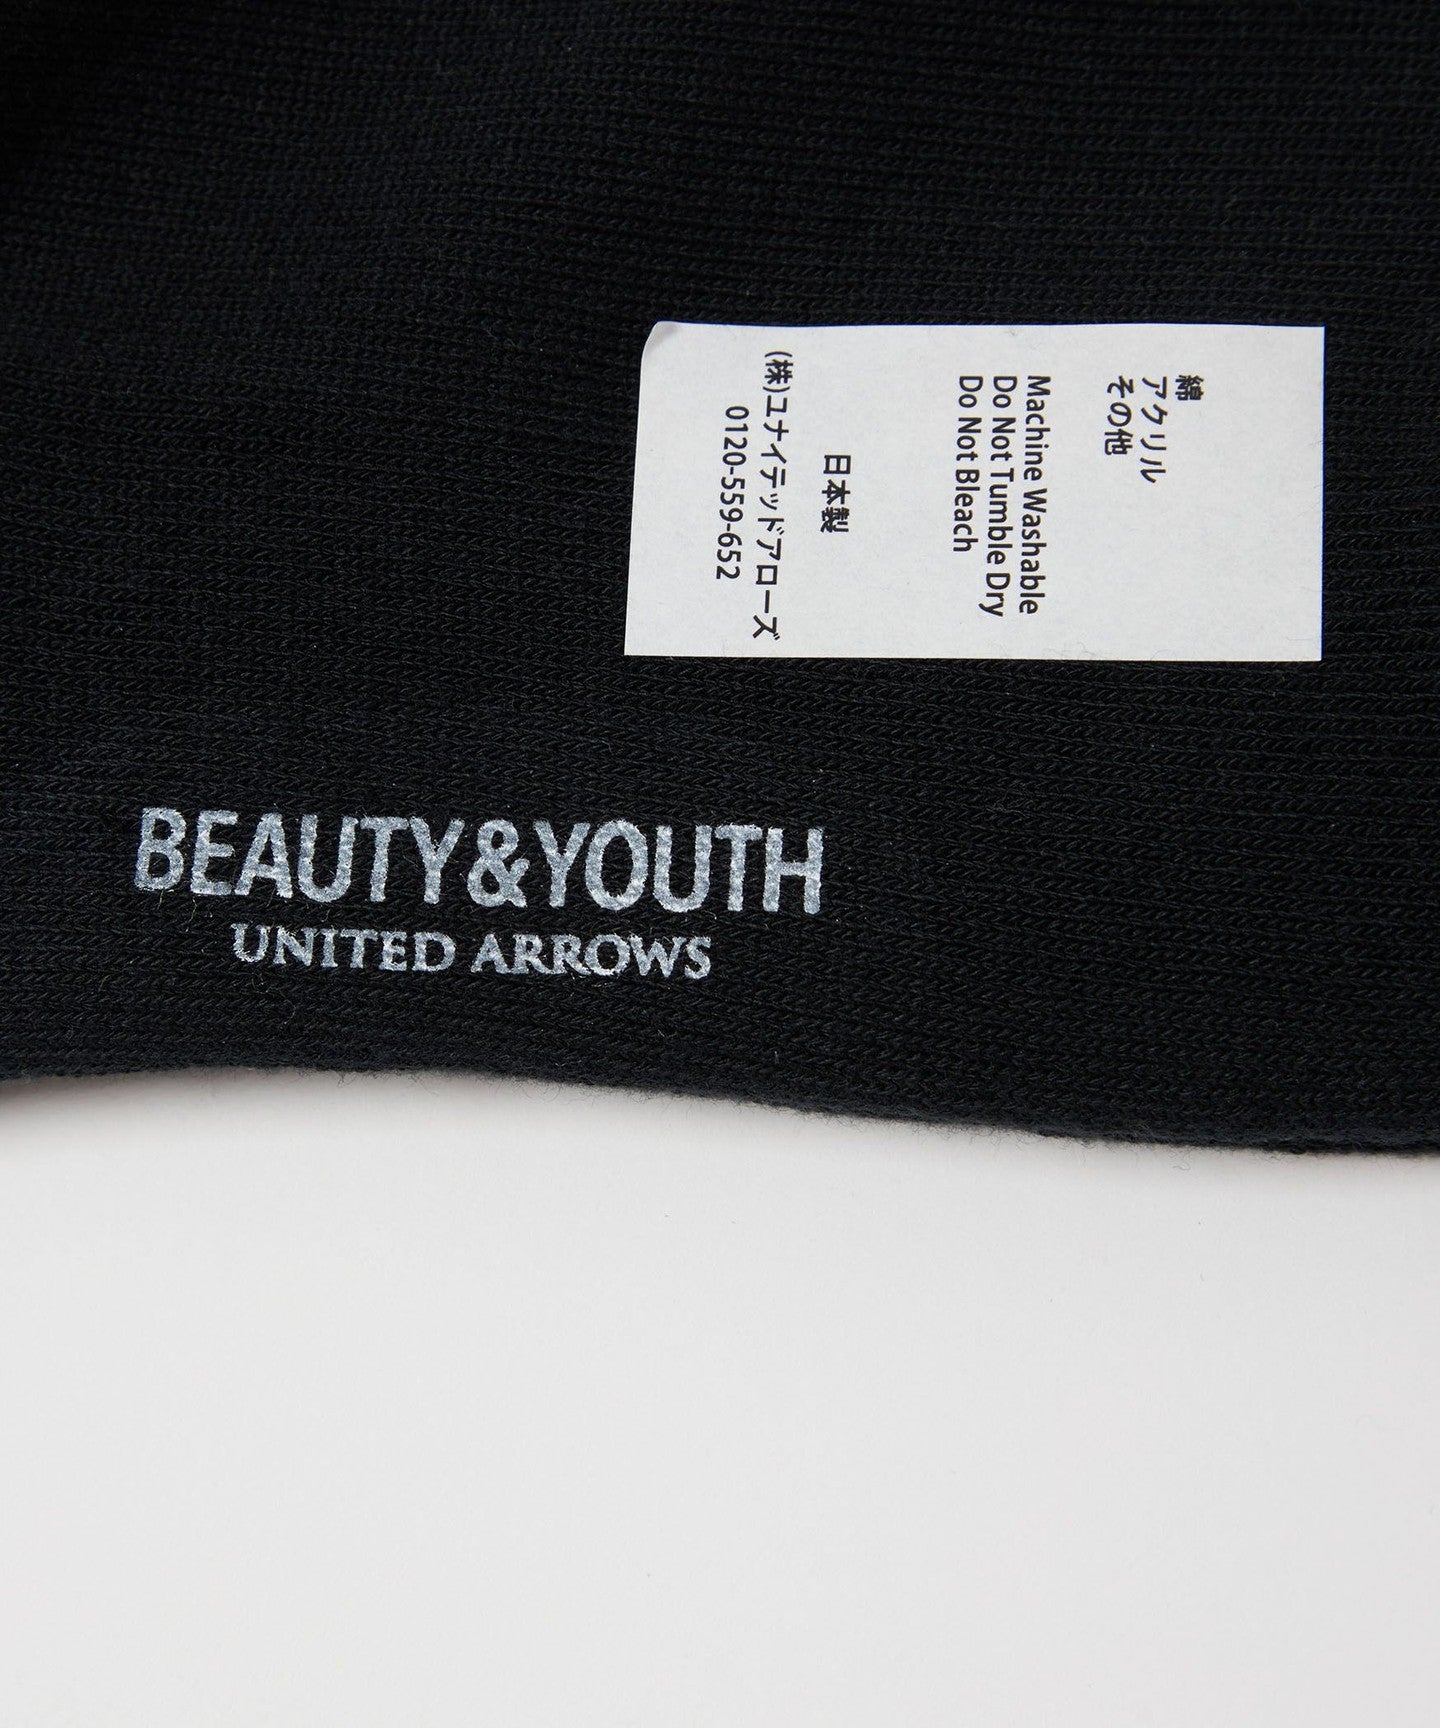 綿
アクリル
その他
Machine Washable
Do Not Tumble Dry
Do Not Bleach
日本製
(株)ユナイテッドアローズ
0120-559-652
BEAUTY&YOUTH
UNITED ARROWS